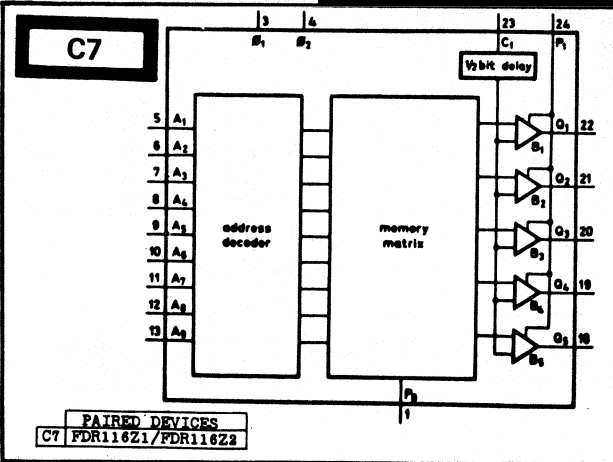 C7
3 4 23 24
Ø1 Ø2 C1 P1
½ bit delay
5 A1
6 A2
7 A3
8 A4
9 A5
10 A6
11 A7
12 A8
13 A9
address
decoder
memory
matrix
Q1 22
B1
Q2 21
B2
Q3 20
B3
Q4 19
B4
Q5 18
B5
1
PAIRED DEVICES
C7 FDR116Z1/FDR116Z2